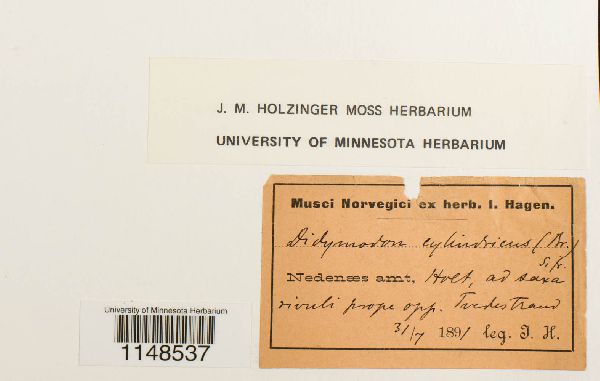 J. M. HOLZINGER MOSS HERBARIUM
UNIVERSITY OF MINNESOTA HERBARIUM
Musci Norvegici ex herb. I. Hagen.
Didymodon cylindricus (Br.)
Nedenæs amt, Holt, ad saxa
rivuli prope opp. Tvedestrand
3/7 1891 leg. I. H.
University of Minnesota Herbarium
1148537